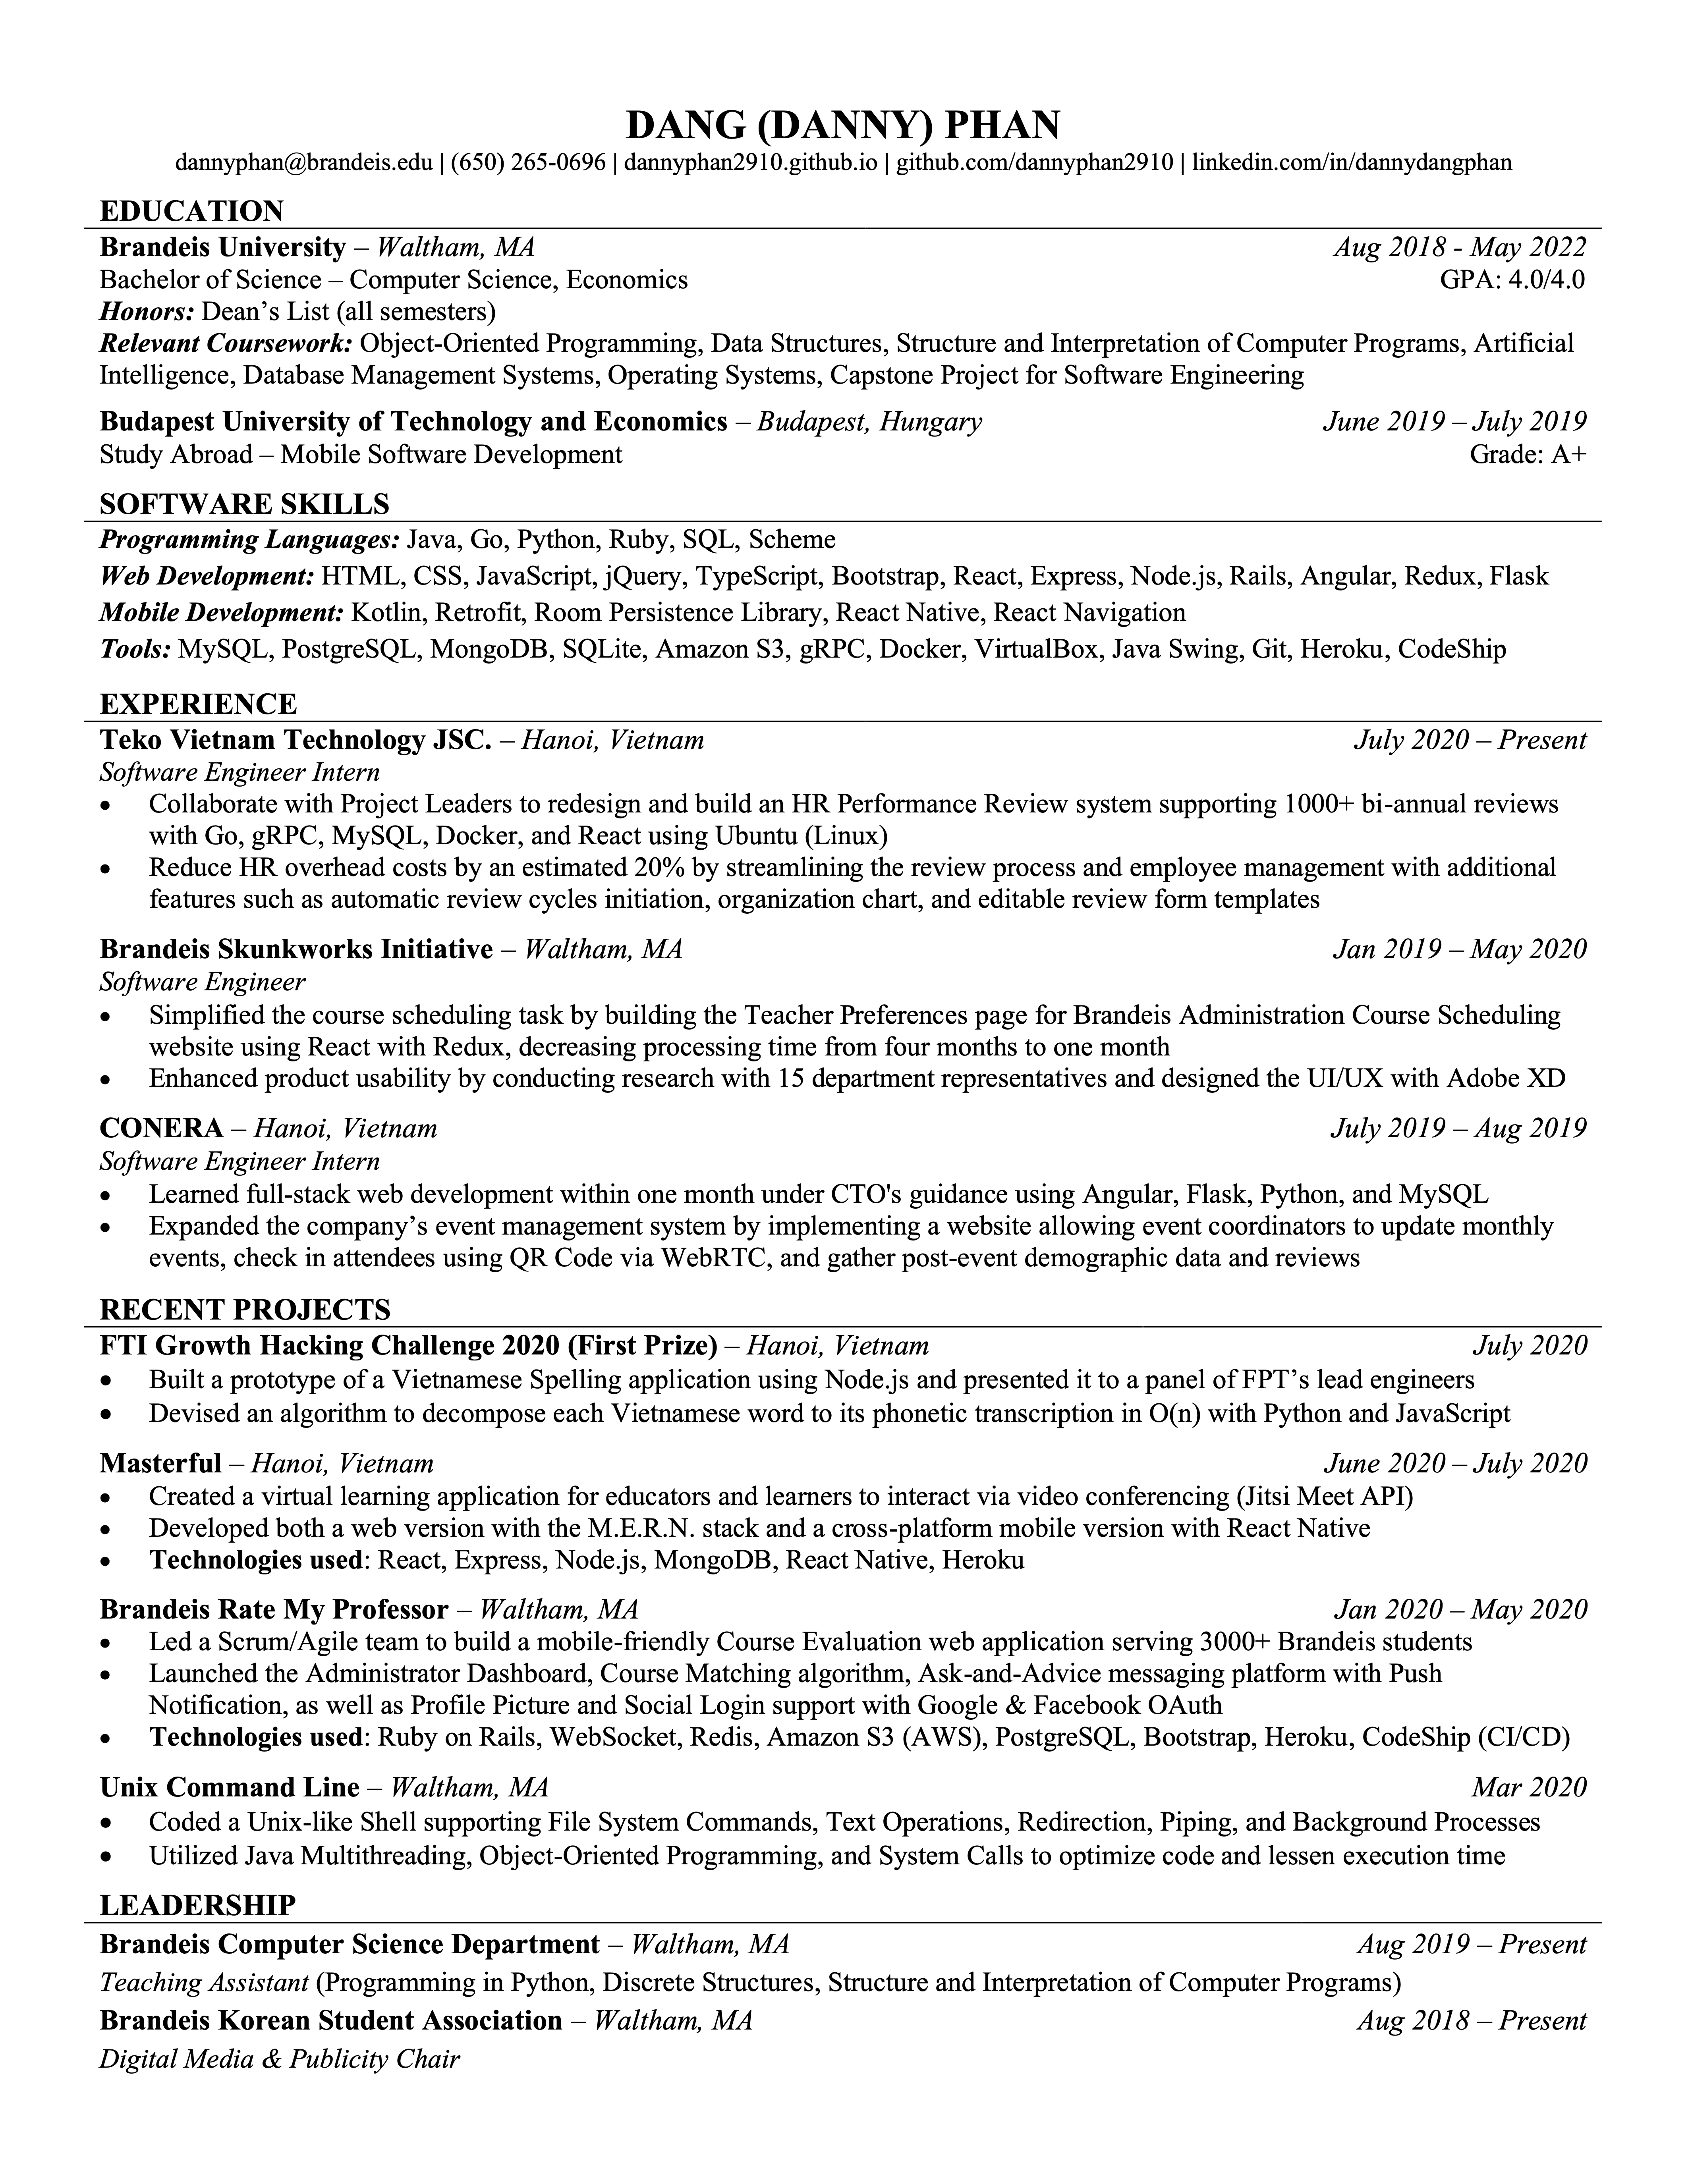 DANG (DANNY) PHAN
dannyphan@brandeis.edu | (650) 265-0696 | dannyphan2910.github.io | github.com/dannyphan2910 | linkedin.com/in/dannydangphan
EDUCATION
Brandeis University – Waltham, MA Aug 2018 - May 2022
Bachelor of Science – Computer Science, Economics GPA: 4.0/4.0
Honors: Dean’s List (all semesters)
Relevant Coursework: Object-Oriented Programming, Data Structures, Structure and Interpretation of Computer Programs, Artificial
Intelligence, Database Management Systems, Operating Systems, Capstone Project for Software Engineering
Budapest University of Technology and Economics – Budapest, Hungary June 2019 – July 2019
Study Abroad – Mobile Software Development Grade: A+
SOFTWARE SKILLS
Programming Languages: Java, Go, Python, Ruby, SQL, Scheme
Web Development: HTML, CSS, JavaScript, jQuery, TypeScript, Bootstrap, React, Express, Node.js, Rails, Angular, Redux, Flask
Mobile Development: Kotlin, Retrofit, Room Persistence Library, React Native, React Navigation
Tools: MySQL, PostgreSQL, MongoDB, SQLite, Amazon S3, gRPC, Docker, VirtualBox, Java Swing, Git, Heroku, CodeShip
EXPERIENCE
Teko Vietnam Technology JSC. – Hanoi, Vietnam July 2020 – Present
Software Engineer Intern
• Collaborate with Project Leaders to redesign and build an HR Performance Review system supporting 1000+ bi-annual reviews
with Go, gRPC, MySQL, Docker, and React using Ubuntu (Linux)
• Reduce HR overhead costs by an estimated 20% by streamlining the review process and employee management with additional
features such as automatic review cycles initiation, organization chart, and editable review form templates
Brandeis Skunkworks Initiative – Waltham, MA Jan 2019 – May 2020
Software Engineer
• Simplified the course scheduling task by building the Teacher Preferences page for Brandeis Administration Course Scheduling
website using React with Redux, decreasing processing time from four months to one month
• Enhanced product usability by conducting research with 15 department representatives and designed the UI/UX with Adobe XD
CONERA – Hanoi, Vietnam July 2019 – Aug 2019
Software Engineer Intern
• Learned full-stack web development within one month under CTO's guidance using Angular, Flask, Python, and MySQL
• Expanded the company’s event management system by implementing a website allowing event coordinators to update monthly
events, check in attendees using QR Code via WebRTC, and gather post-event demographic data and reviews
RECENT PROJECTS
FTI Growth Hacking Challenge 2020 (First Prize) – Hanoi, Vietnam July 2020
• Built a prototype of a Vietnamese Spelling application using Node.js and presented it to a panel of FPT’s lead engineers
• Devised an algorithm to decompose each Vietnamese word to its phonetic transcription in O(n) with Python and JavaScript
Masterful – Hanoi, Vietnam June 2020 – July 2020
• Created a virtual learning application for educators and learners to interact via video conferencing (Jitsi Meet API)
• Developed both a web version with the M.E.R.N. stack and a cross-platform mobile version with React Native
• Technologies used: React, Express, Node.js, MongoDB, React Native, Heroku
Brandeis Rate My Professor – Waltham, MA Jan 2020 – May 2020
• Led a Scrum/Agile team to build a mobile-friendly Course Evaluation web application serving 3000+ Brandeis students
• Launched the Administrator Dashboard, Course Matching algorithm, Ask-and-Advice messaging platform with Push
Notification, as well as Profile Picture and Social Login support with Google & Facebook OAuth
• Technologies used: Ruby on Rails, WebSocket, Redis, Amazon S3 (AWS), PostgreSQL, Bootstrap, Heroku, CodeShip (CI/CD)
Unix Command Line – Waltham, MA Mar 2020
• Coded a Unix-like Shell supporting File System Commands, Text Operations, Redirection, Piping, and Background Processes
• Utilized Java Multithreading, Object-Oriented Programming, and System Calls to optimize code and lessen execution time
LEADERSHIP
Brandeis Computer Science Department – Waltham, MA Aug 2019 – Present
Teaching Assistant (Programming in Python, Discrete Structures, Structure and Interpretation of Computer Programs)
Brandeis Korean Student Association – Waltham, MA Aug 2018 – Present
Digital Media & Publicity Chair